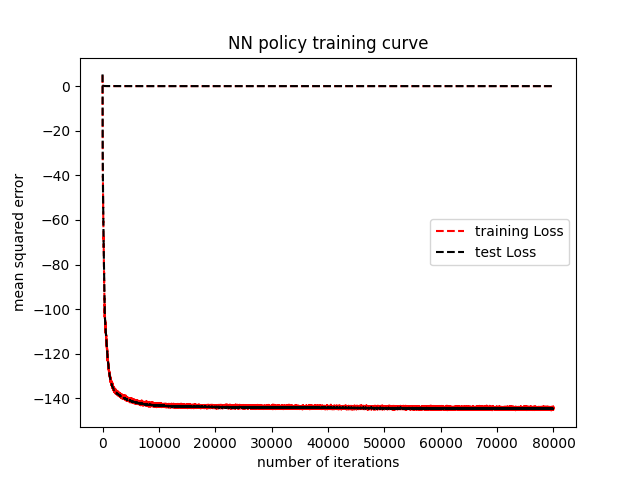 NN policy training curve
mean squared error
0
−20
−40
−60
−80
−100
−120
−140
training Loss
test Loss
0 10000 20000 30000 40000 50000 60000 70000 80000
number of iterations